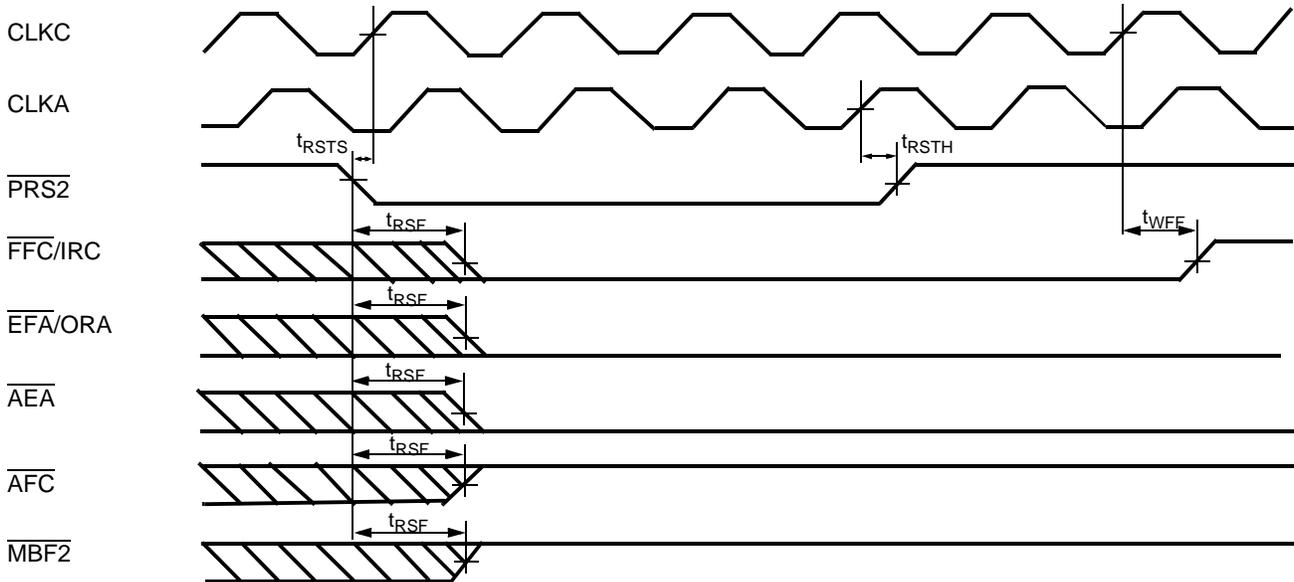 CLKC
CLKA
tRSTS
tRSTH
PRS2
tRSF
tWFF
FFC/IRC
tRSF
EFA/ORA
tRSF
AEA
tRSF
AFC
tRSF
MBF2